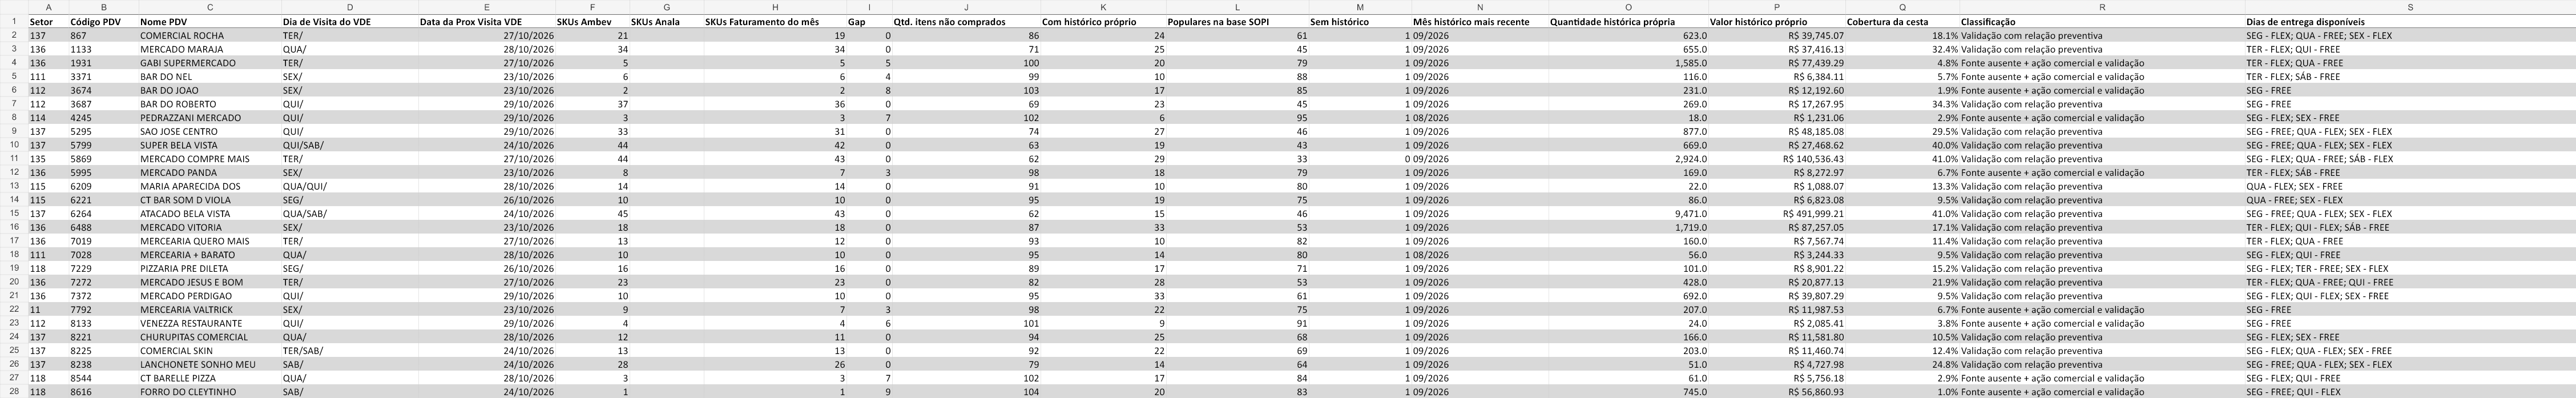 A B C D E F G H I J K L M N O P Q R S
1 Setor Código PDV Nome PDV Dia de Visita do VDE Data da Prox Visita VDE SKUs Ambev SKUs Anala SKUs Faturamento do mês Gap Qtd. itens não comprados Com histórico próprio Populares na base SOPI Sem histórico Mês histórico mais recente Quantidade histórica própria Valor histórico próprio Cobertura da cesta Classificação Dias de entrega disponíveis
2 137 867 COMERCIAL ROCHA TER/ 27/10/2026 21 19 0 86 24 61 1 09/2026 623.0 R$ 39,745.07 18.1% Validação com relação preventiva SEG - FLEX; QUA - FREE; SEX - FLEX
3 136 1133 MERCADO MARAJA QUA/ 28/10/2026 34 34 0 71 25 45 1 09/2026 655.0 R$ 37,416.13 32.4% Validação com relação preventiva TER - FLEX; QUI - FREE
4 136 1931 GABI SUPERMERCADO TER/ 27/10/2026 5 5 5 100 20 79 1 09/2026 1,585.0 R$ 77,439.29 4.8% Fonte ausente + ação comercial e validação TER - FLEX; QUA - FREE
5 111 3371 BAR DO NEL SEX/ 23/10/2026 6 6 4 99 10 88 1 09/2026 116.0 R$ 6,384.11 5.7% Fonte ausente + ação comercial e validação TER - FLEX; SÁB - FREE
6 112 3674 BAR DO JOAO SEX/ 23/10/2026 2 2 8 103 17 85 1 09/2026 231.0 R$ 12,192.60 1.9% Fonte ausente + ação comercial e validação SEG - FREE
7 112 3687 BAR DO ROBERTO QUI/ 29/10/2026 37 36 0 69 23 45 1 09/2026 269.0 R$ 17,267.95 34.3% Validação com relação preventiva SEG - FREE
8 114 4245 PEDRAZZANI MERCADO QUI/ 29/10/2026 3 3 7 102 6 95 1 08/2026 18.0 R$ 1,231.06 2.9% Fonte ausente + ação comercial e validação SEG - FLEX; SEX - FREE
9 137 5295 SAO JOSE CENTRO QUI/ 29/10/2026 33 31 0 74 27 46 1 09/2026 877.0 R$ 48,185.08 29.5% Validação com relação preventiva SEG - FREE; QUA - FLEX; SEX - FLEX
10 137 5799 SUPER BELA VISTA QUI/SAB/ 24/10/2026 44 42 0 63 19 43 1 09/2026 669.0 R$ 27,468.62 40.0% Validação com relação preventiva SEG - FREE; QUA - FLEX; SEX - FLEX
11 135 5869 MERCADO COMPRE MAIS TER/ 27/10/2026 44 43 0 62 29 33 0 09/2026 2,924.0 R$ 140,536.43 41.0% Validação com relação preventiva SEG - FLEX; QUA - FREE; SÁB - FLEX
12 136 5995 MERCADO PANDA SEX/ 23/10/2026 8 7 3 98 18 79 1 09/2026 169.0 R$ 8,272.97 6.7% Fonte ausente + ação comercial e validação TER - FLEX; SÁB - FREE
13 115 6209 MARIA APARECIDA DOS QUA/QUI/ 28/10/2026 14 14 0 91 10 80 1 09/2026 22.0 R$ 1,088.07 13.3% Validação com relação preventiva QUA - FLEX; SEX - FREE
14 115 6221 CT BAR SOM D VIOLA SEG/ 26/10/2026 10 10 0 95 19 75 1 09/2026 86.0 R$ 6,823.08 9.5% Validação com relação preventiva QUA - FREE; SEX - FLEX
15 137 6264 ATACADO BELA VISTA QUA/SAB/ 24/10/2026 45 43 0 62 15 46 1 09/2026 9,471.0 R$ 491,999.21 41.0% Validação com relação preventiva SEG - FREE; QUA - FLEX; SEX - FLEX
16 136 6488 MERCADO VITORIA SEX/ 23/10/2026 18 18 0 87 33 53 1 09/2026 1,719.0 R$ 87,257.05 17.1% Validação com relação preventiva TER - FLEX; QUI - FLEX; SÁB - FREE
17 136 7019 MERCEARIA QUERO MAIS TER/ 27/10/2026 13 12 0 93 10 82 1 09/2026 160.0 R$ 7,567.74 11.4% Validação com relação preventiva TER - FLEX; QUA - FREE
18 111 7028 MERCEARIA + BARATO QUA/ 28/10/2026 10 10 0 95 14 80 1 08/2026 56.0 R$ 3,244.33 9.5% Validação com relação preventiva SEG - FLEX; QUI - FREE
19 118 7229 PIZZARIA PRE DILETA SEG/ 26/10/2026 16 16 0 89 17 71 1 09/2026 101.0 R$ 8,901.22 15.2% Validação com relação preventiva SEG - FLEX; TER - FREE; SEX - FLEX
20 136 7272 MERCADO JESUS E BOM TER/ 27/10/2026 23 23 0 82 28 53 1 09/2026 428.0 R$ 20,877.13 21.9% Validação com relação preventiva TER - FLEX; QUA - FREE; QUI - FREE
21 136 7372 MERCADO PERDIGAO QUI/ 29/10/2026 10 10 0 95 33 61 1 09/2026 692.0 R$ 39,807.29 9.5% Validação com relação preventiva SEG - FLEX; QUI - FLEX; SEX - FREE
22 11 7792 MERCEARIA VALTRICK SEX/ 23/10/2026 9 7 3 98 22 75 1 09/2026 207.0 R$ 11,987.53 6.7% Fonte ausente + ação comercial e validação SEG - FREE
23 112 8133 VENEZZA RESTAURANTE QUI/ 29/10/2026 4 4 6 101 9 91 1 09/2026 24.0 R$ 2,085.41 3.8% Fonte ausente + ação comercial e validação SEG - FREE
24 137 8221 CHURUPITAS COMERCIAL QUA/ 28/10/2026 12 11 0 94 25 68 1 09/2026 166.0 R$ 11,581.80 10.5% Validação com relação preventiva SEG - FLEX; SEX - FREE
25 137 8225 COMERCIAL SKIN TER/SAB/ 24/10/2026 13 13 0 92 22 69 1 09/2026 203.0 R$ 11,460.74 12.4% Validação com relação preventiva SEG - FLEX; QUA - FLEX; SEX - FREE
26 137 8238 LANCHONETE SONHO MEU SAB/ 24/10/2026 28 26 0 79 14 64 1 09/2026 51.0 R$ 4,727.98 24.8% Validação com relação preventiva SEG - FLEX; QUA - FREE; SEX - FLEX
27 118 8544 CT BARELLE PIZZA QUA/ 28/10/2026 3 3 7 102 17 84 1 09/2026 61.0 R$ 5,756.18 2.9% Fonte ausente + ação comercial e validação SEG - FLEX; QUI - FREE
28 118 8616 FORRO DO CLEYTINHO SAB/ 24/10/2026 1 1 9 104 20 83 1 09/2026 745.0 R$ 56,860.93 1.0% Fonte ausente + ação comercial e validação SEG - FREE; QUI - FLEX